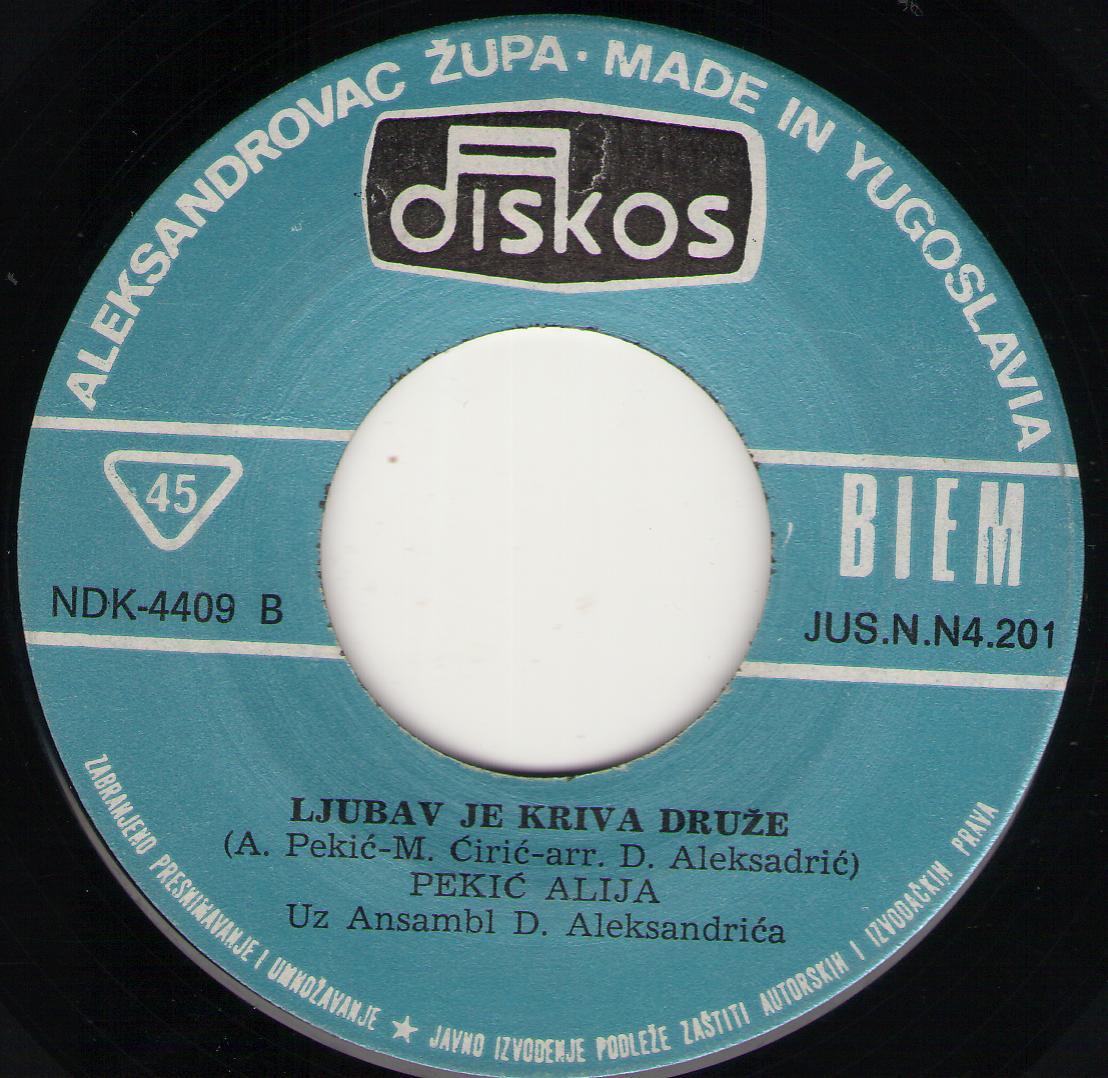 ALEKSANDROVAC ŽUPA · MADE IN YUGOSLAVIA
dISKOS
45
BIEM
NDK-4409 B
JUS.N.N4.201
LJUBAV JE KRIVA DRUŽE
(A. Pekić-M. Ćirić-arr. D. Aleksadrić)
PEKIĆ ALIJA
Uz Ansambl D. Aleksandrića
ZABRANJENO PRESNIMAVANJE I UMNOŽAVANJE ★ JAVNO IZVOĐENJE PODLEŽE ZAŠTITI AUTORSKIH I IZVOĐAČKIH PRAVA